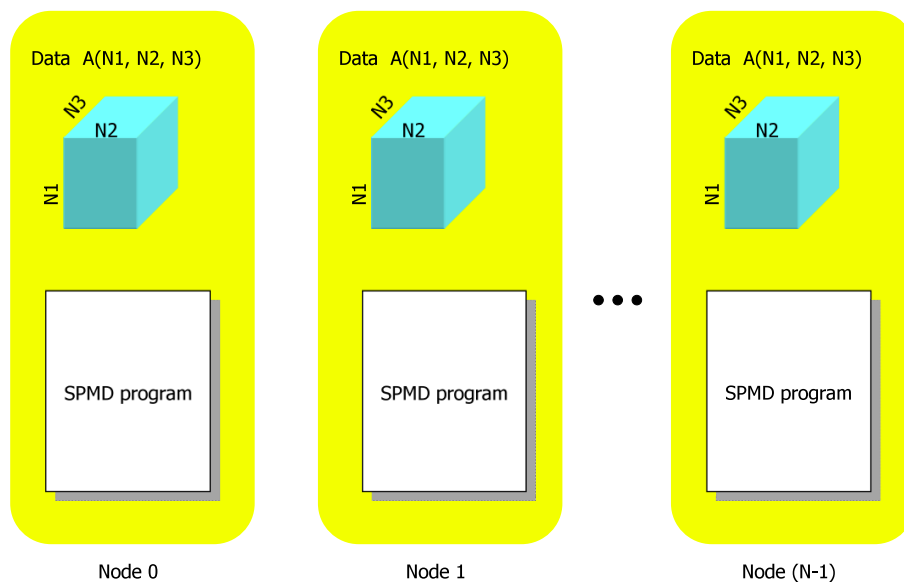 Data A(N1, N2, N3)
N3
N2
N1
SPMD program
Node 0
Data A(N1, N2, N3)
N3
N2
N1
SPMD program
Node 1
Data A(N1, N2, N3)
N3
N2
N1
SPMD program
Node (N-1)